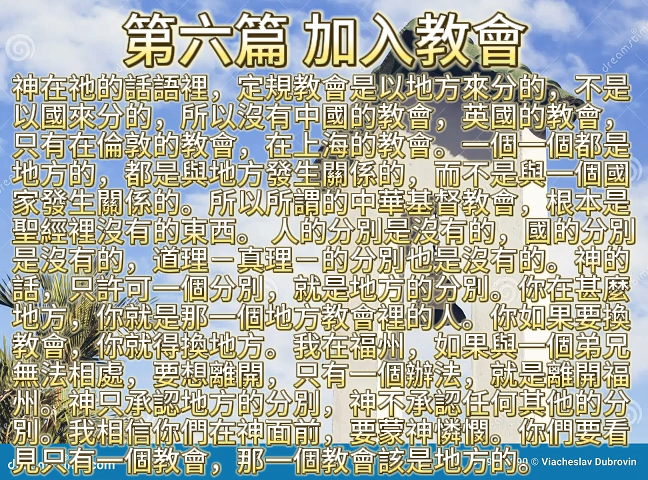 第六篇 加入教會
神在祂的話語裡，定規教會是以地方來分的，不是
以國來分的，所以沒有中國的教會，英國的教會，
只有在倫敦的教會，在上海的教會。一個一個都是
地方的，都是與地方發生關係的，而不是與一個國
家發生關係的。所以所謂的中華基督教會，根本是
聖經裡沒有的東西。 人的分別是沒有的，國的分別
是沒有的，道理－真理－的分別也是沒有的。神的
話，只許可一個分別，就是地方的分別。你在甚麼
地方，你就是那一個地方教會裡的人。你如果要換
教會，你就得換地方。我在福州，如果與一個弟兄
無法相處，要想離開，只有一個辦法，就是離開福
州。神只承認地方的分別，神不承認任何其他的分
別。我相信你們在神面前，要蒙神憐憫。你們要看
見只有一個教會，那一個教會該是地方的。
© Viacheslav Dubrovin